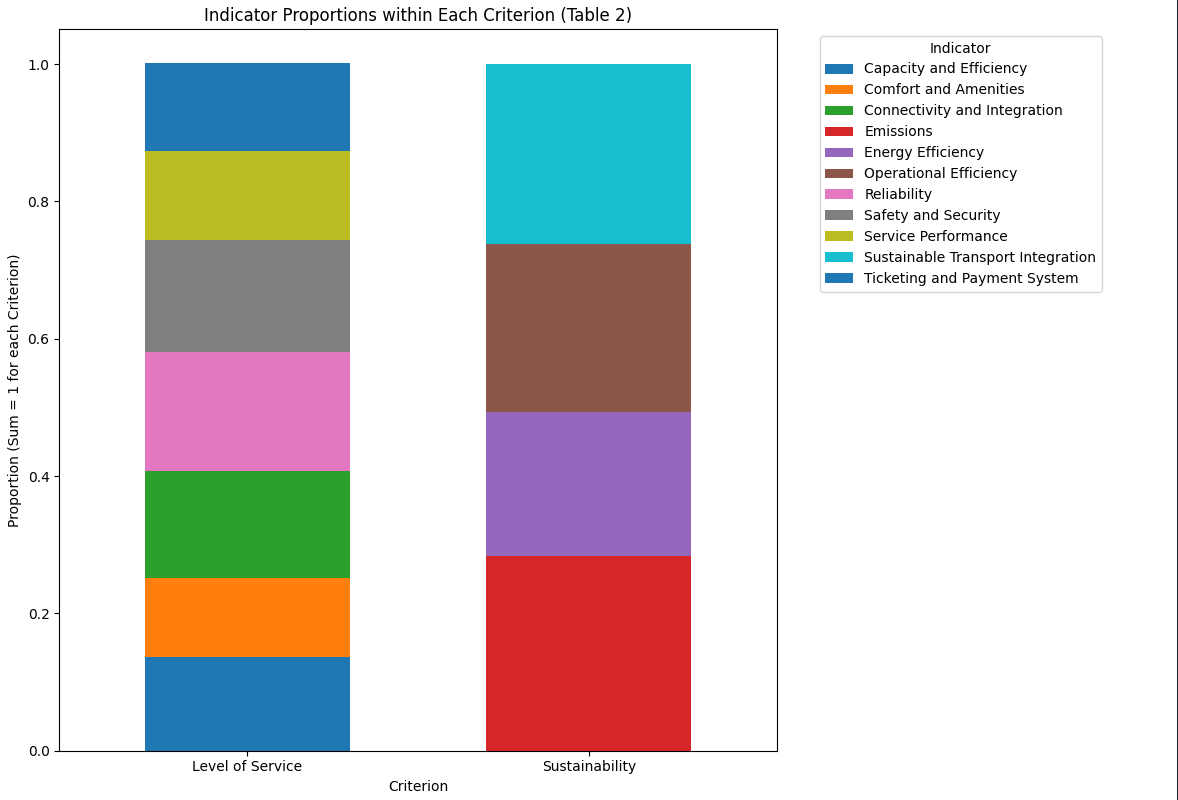 Indicator Proportions within Each Criterion (Table 2)
Proportion (Sum = 1 for each Criterion)
1.0
0.8
0.6
0.4
0.2
0.0
Level of Service
Sustainability
Criterion
Indicator
Capacity and Efficiency
Comfort and Amenities
Connectivity and Integration
Emissions
Energy Efficiency
Operational Efficiency
Reliability
Safety and Security
Service Performance
Sustainable Transport Integration
Ticketing and Payment System